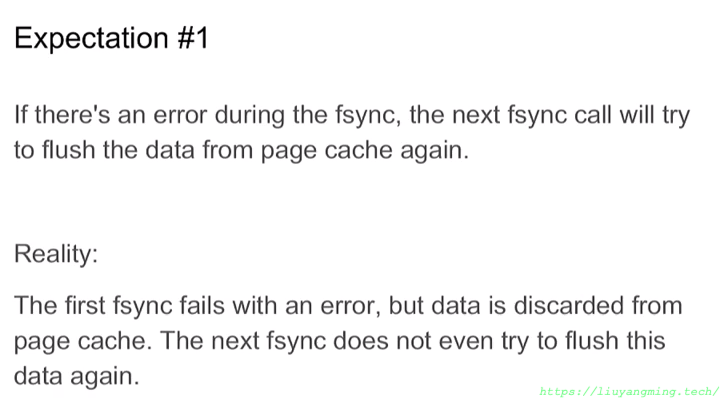 Expectation #1
If there's an error during the fsync, the next fsync call will try
to flush the data from page cache again.
Reality:
The first fsync fails with an error, but data is discarded from
page cache. The next fsync does not even try to flush this
data again.
https://liuyangming.tech/